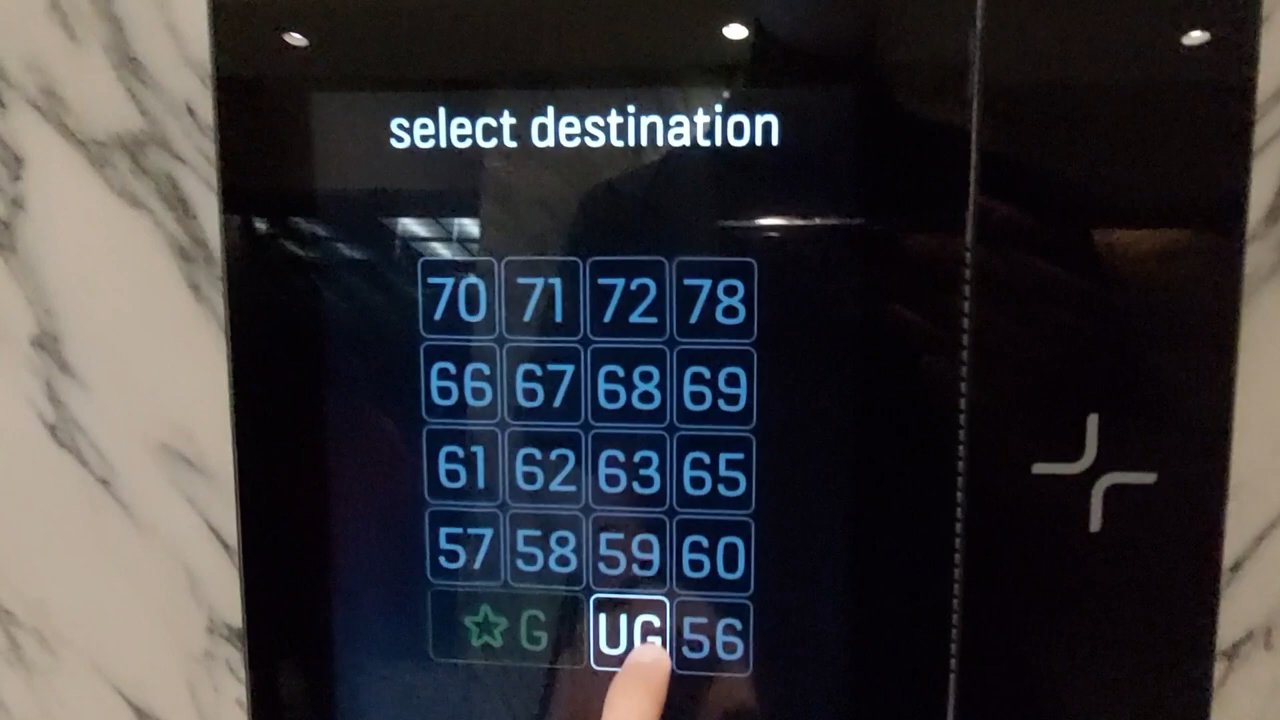 select destination
70 71 72 78
66 67 68 69
61 62 63 65
57 58 59 60
☆ G UG 56